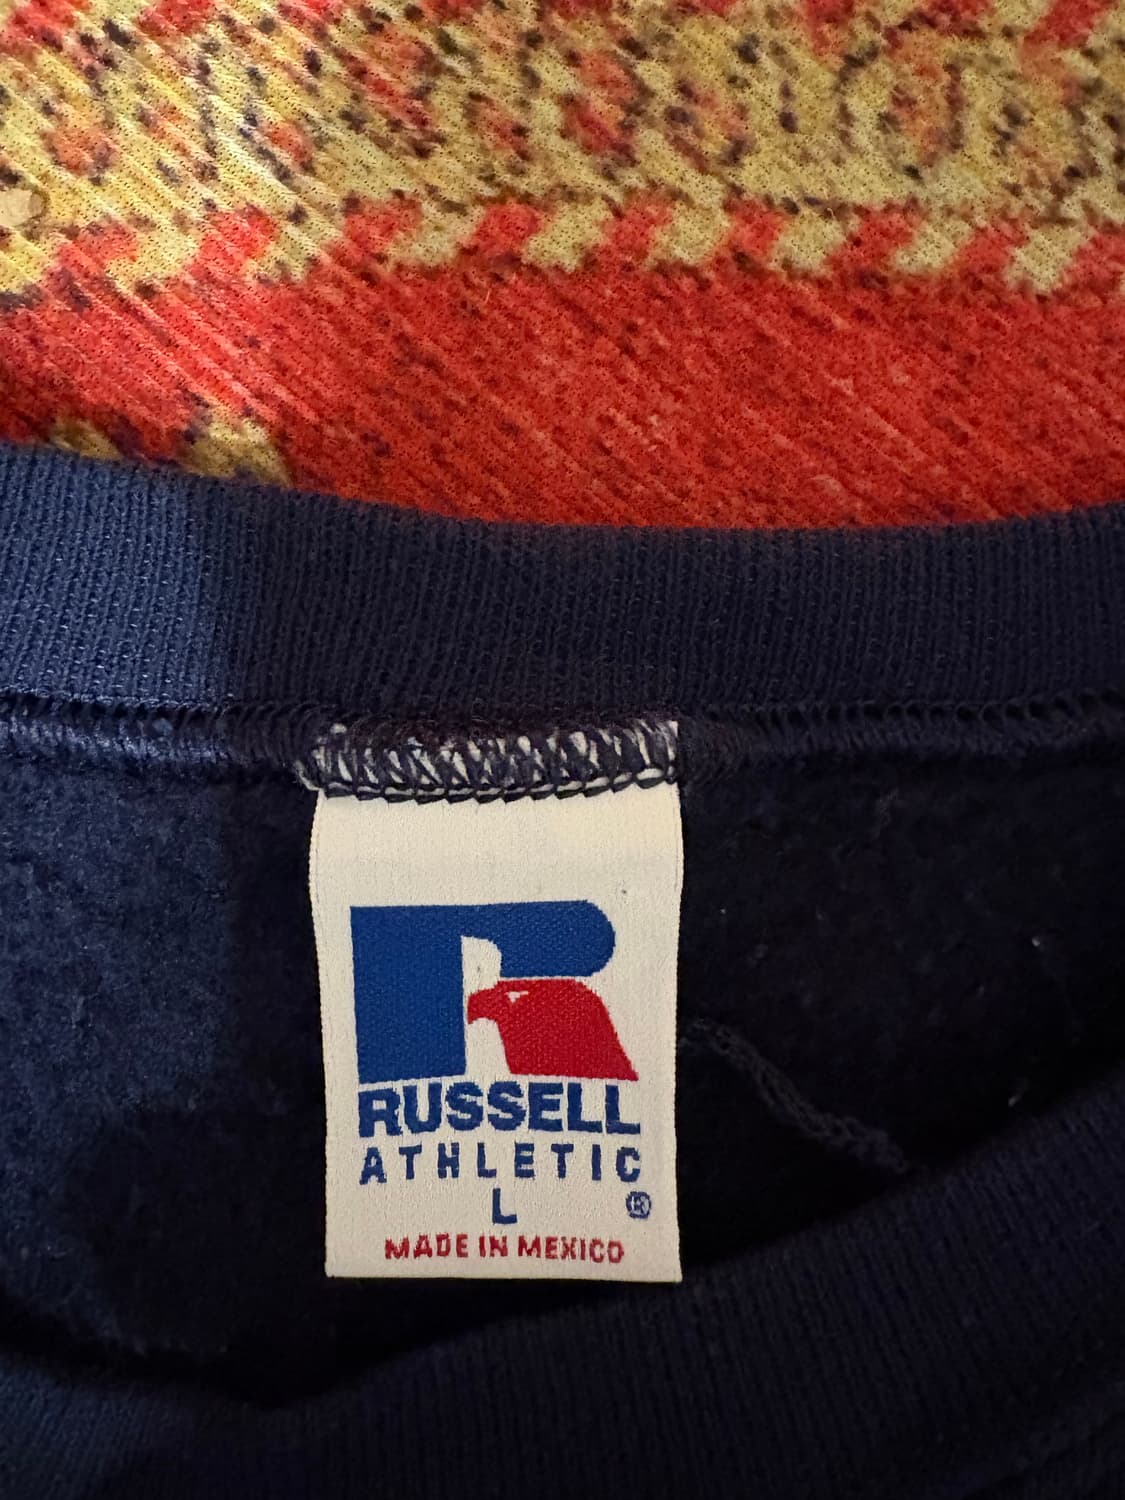 RUSSELL
ATHLETIC
L ®
MADE IN MEXICO